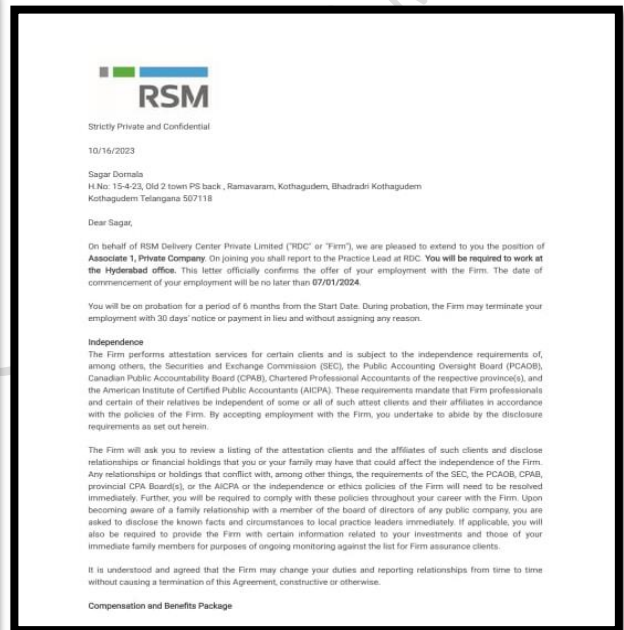 RSM
Strictly Private and Confidential
10/16/2023
Sagar Dornala
H.No: 15-4-23, Old 2 town PS back , Ramavaram, Kothagudem, Bhadradri Kothagudem
Kothagudem Telangana 507118
Dear Sagar,
On behalf of RSM Delivery Center Private Limited ("RDC" or "Firm"), we are pleased to extend to you the position of
Associate 1, Private Company. On joining you shall report to the Practice Lead at RDC. You will be required to work at
the Hyderabad office. This letter officially confirms the offer of your employment with the Firm. The date of
commencement of your employment will be no later than 07/01/2024.
You will be on probation for a period of 6 months from the Start Date. During probation, the Firm may terminate your
employment with 30 days' notice or payment in lieu and without assigning any reason.
Independence
The Firm performs attestation services for certain clients and is subject to the independence requirements of,
among others, the Securities and Exchange Commission (SEC), the Public Accounting Oversight Board (PCAOB),
Canadian Public Accountability Board (CPAB), Chartered Professional Accountants of the respective province(s), and
the American Institute of Certified Public Accountants (AICPA). These requirements mandate that Firm professionals
and certain of their relatives be independent of some or all of such attest clients and their affiliates in accordance
with the policies of the Firm. By accepting employment with the Firm, you undertake to abide by the disclosure
requirements as set out herein.
The Firm will ask you to review a listing of the attestation clients and the affiliates of such clients and disclose
relationships or financial holdings that you or your family may have that could affect the independence of the Firm.
Any relationships or holdings that conflict with, among other things, the requirements of the SEC, the PCAOB, CPAB,
provincial CPA Board(s), or the AICPA or the independence or ethics policies of the Firm will need to be resolved
immediately. Further, you will be required to comply with these policies throughout your career with the Firm. Upon
becoming aware of a family relationship with a member of the board of directors of any public company, you are
asked to disclose the known facts and circumstances to local practice leaders immediately. If applicable, you will
also be required to provide the Firm with certain information related to your investments and those of your
immediate family members for purposes of ongoing monitoring against the list for Firm assurance clients.
It is understood and agreed that the Firm may change your duties and reporting relationships from time to time
without causing a termination of this Agreement, constructive or otherwise.
Compensation and Benefits Package